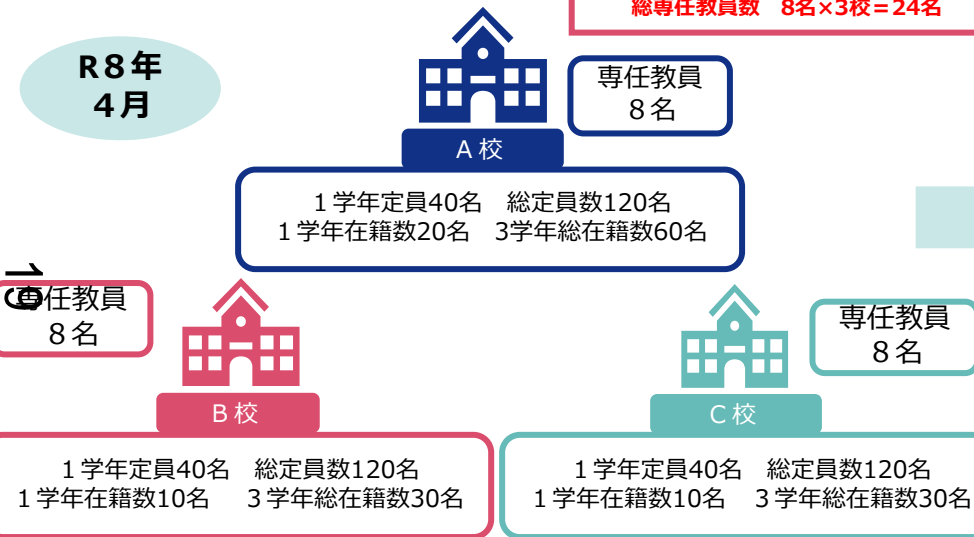 総専任教員数　8名×3校＝24名
R８年
４月
専任教員
８名
Ａ校
１学年定員40名　総定員数120名
１学年在籍数20名　3学年総在籍数60名
19
専任教員
８名
専任教員
８名
Ｂ校
Ｃ校
１学年定員40名　総定員数120名
１学年在籍数10名　３学年総在籍数30名
１学年定員40名　総定員数120名
１学年在籍数10名　３学年総在籍数30名